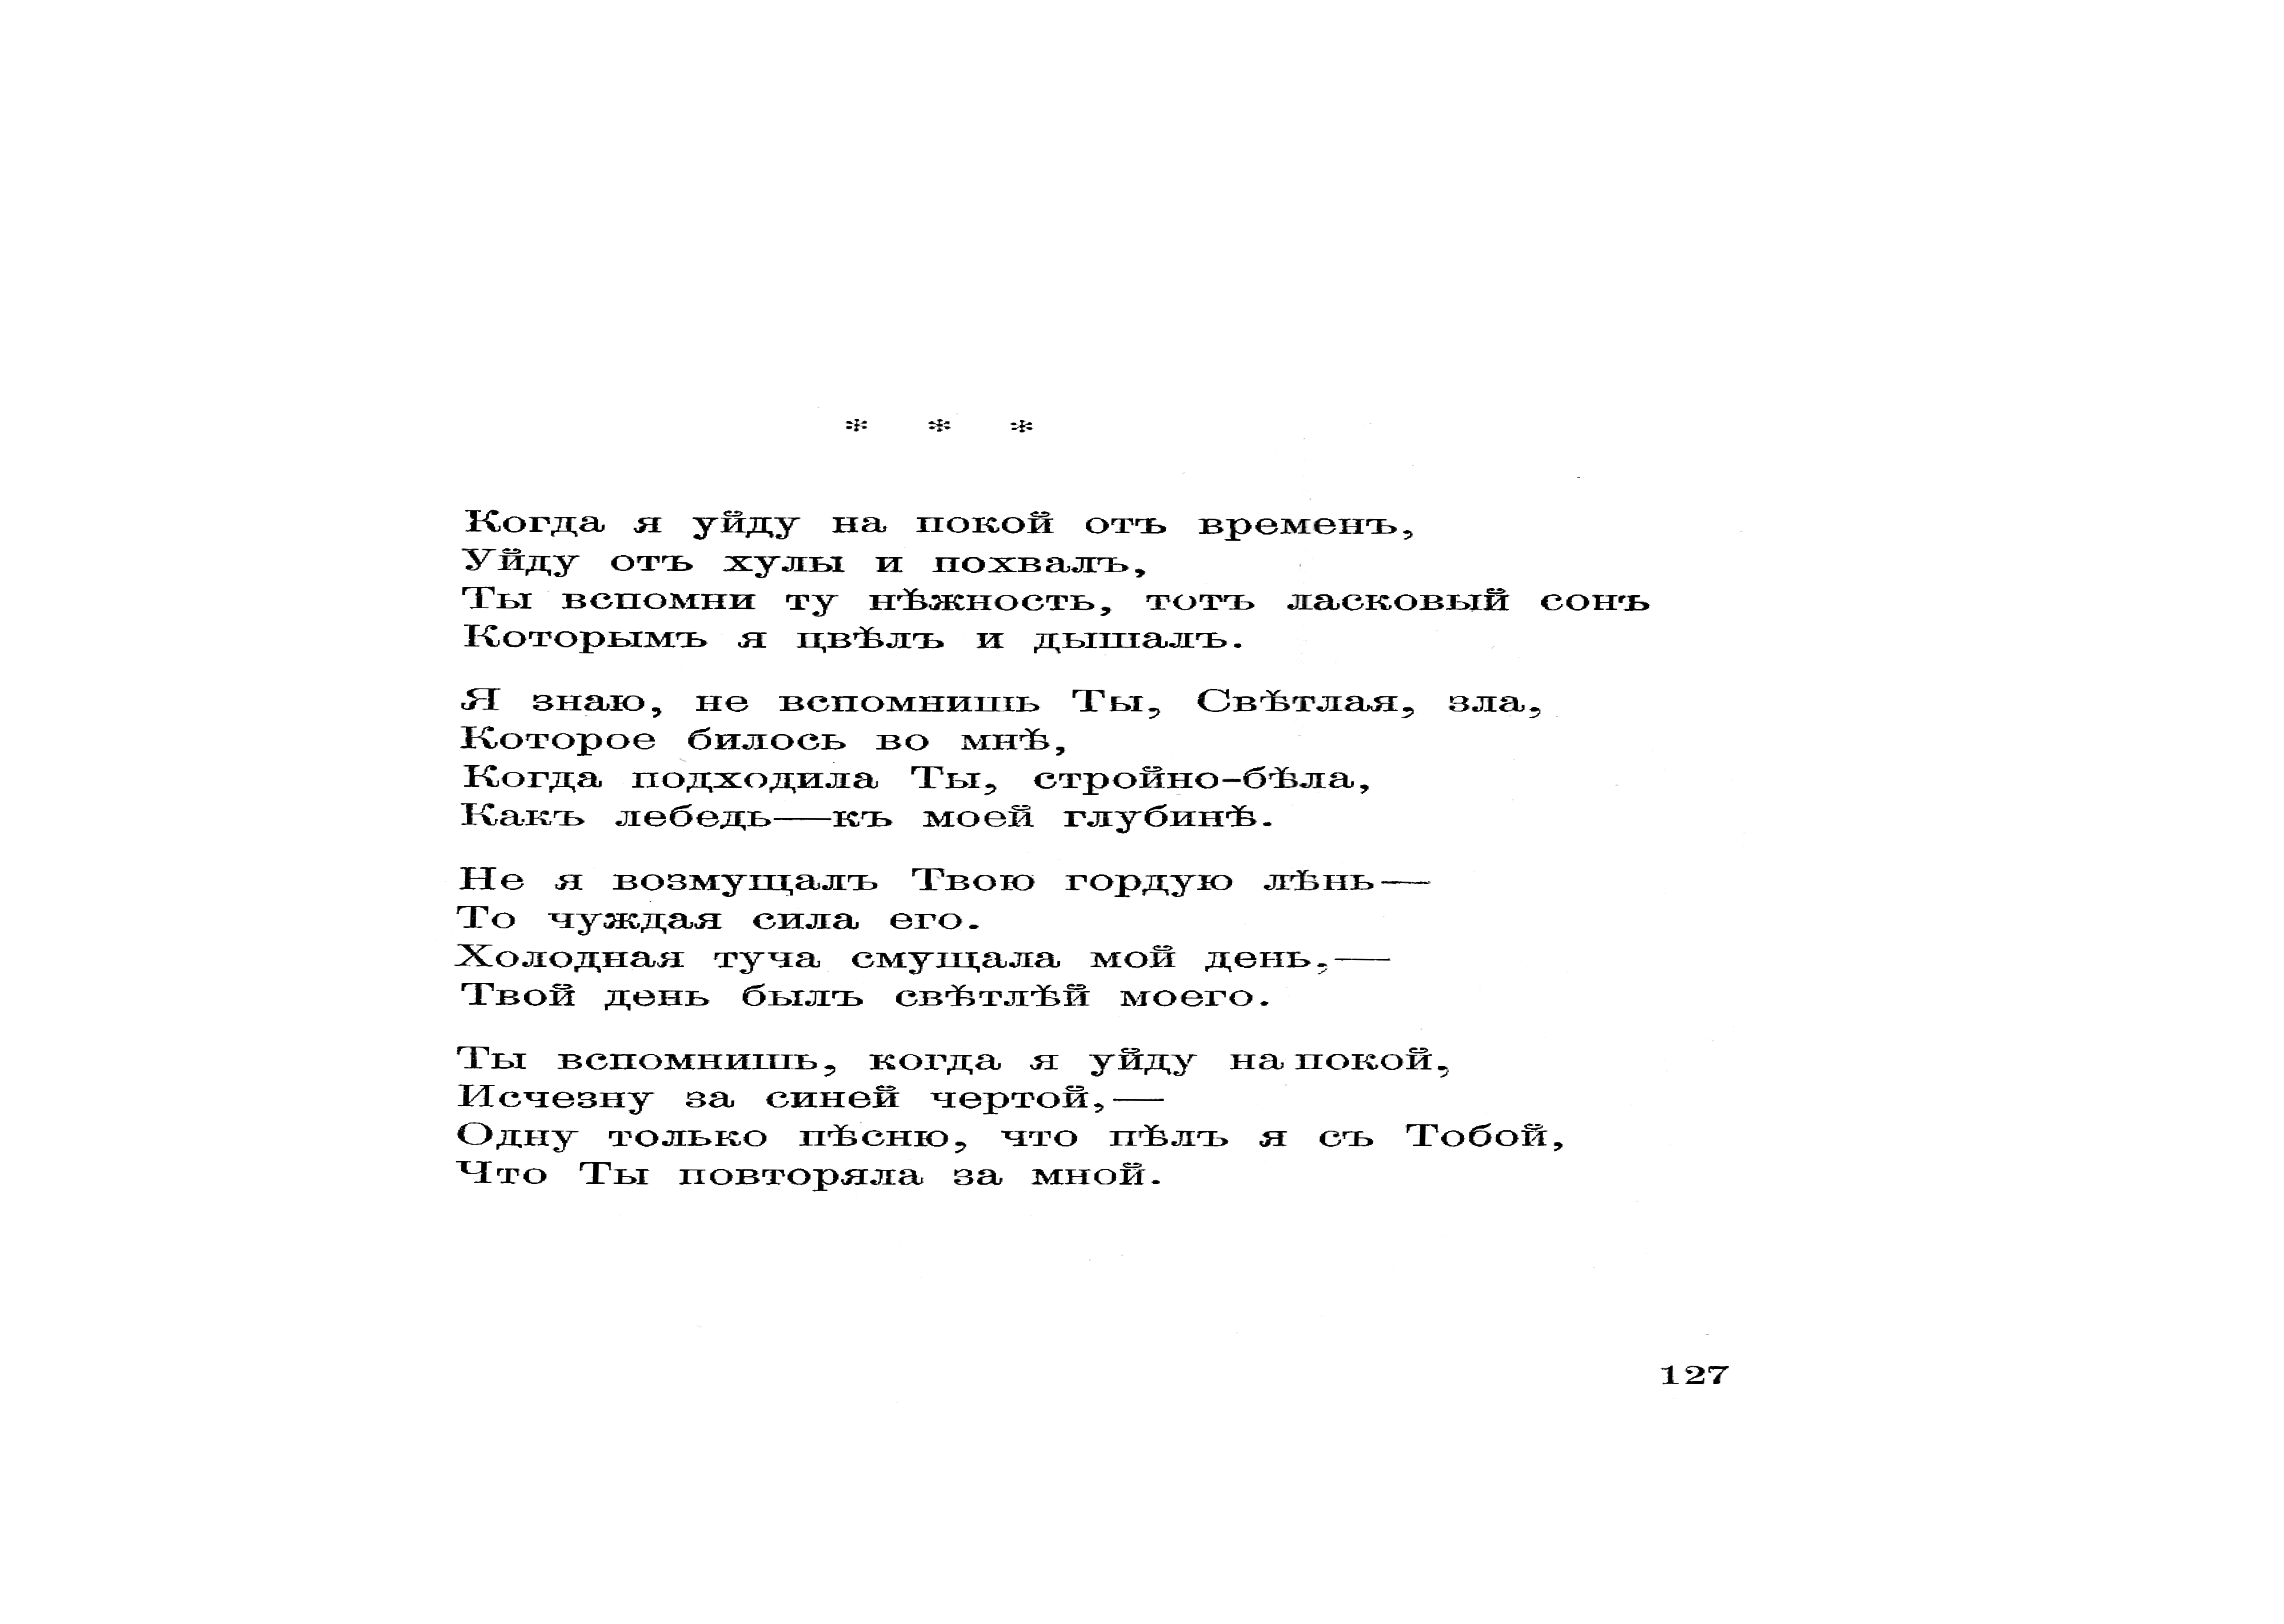 * * *
Когда я уйду на покой отъ временъ,
Уйду отъ хулы и похвалъ,
Ты вспомни ту нѣжность, тотъ ласковый сонъ
Которымъ я цвѣлъ и дышалъ.
Я знаю, не вспомнишь Ты, Свѣтлая, зла,
Которое билось во мнѣ,
Когда подходила Ты, стройно-бѣла,
Какъ лебедь—къ моей глубинѣ.
Не я возмущалъ Твою гордую лѣнь—
То чуждая сила его.
Холодная туча смущала мой день,—
Твой день былъ свѣтлѣй моего.
Ты вспомнишь, когда я уйду на покой,
Исчезну за синей чертой,—
Одну только пѣсню, что пѣлъ я съ Тобой,
Что Ты повторяла за мной.
127